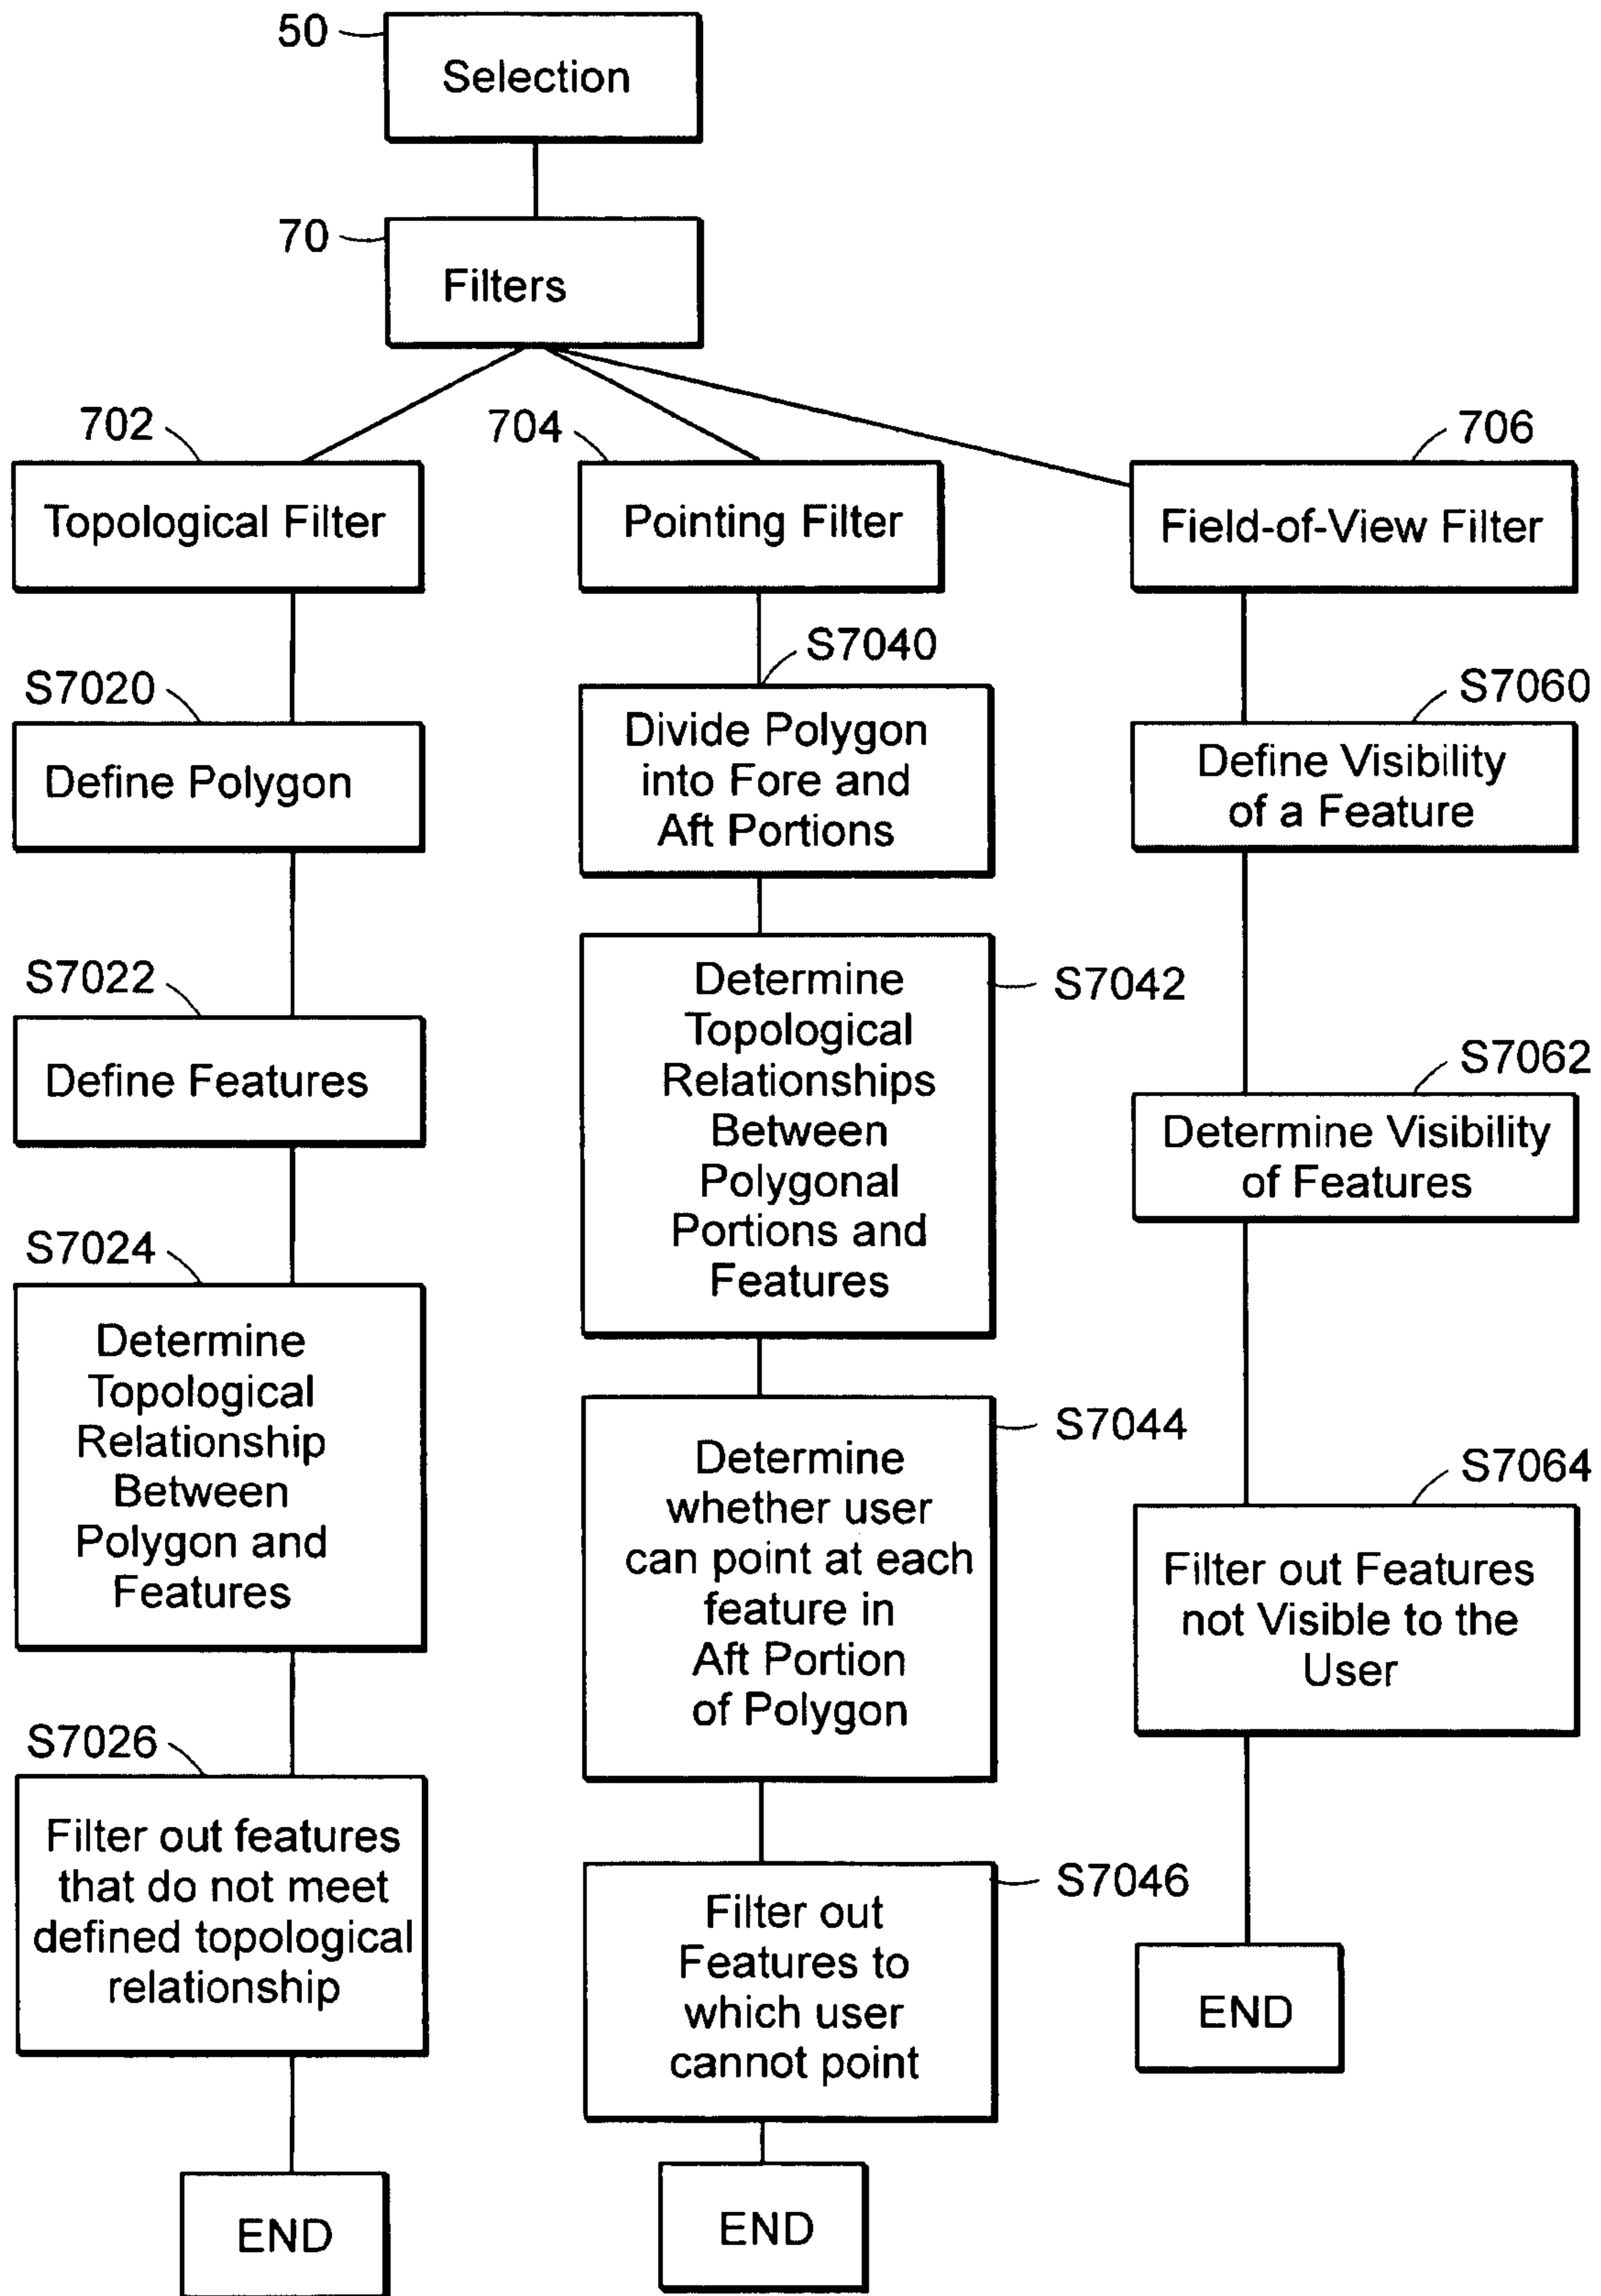 50
Selection
70
Filters
702
Topological Filter
S7020
Define Polygon
S7022
Define Features
S7024
Determine
Topological
Relationship
Between
Polygon and
Features
S7026
Filter out features
that do not meet
defined topological
relationship
END
704
Pointing Filter
S7040
Divide Polygon
into Fore and
Aft Portions
S7042
Determine
Topological
Relationships
Between
Polygonal
Portions and
Features
S7044
Determine
whether user
can point at each
feature in
Aft Portion
of Polygon
S7046
Filter out
Features to
which user
cannot point
END
706
Field-of-View Filter
S7060
Define Visibility
of a Feature
S7062
Determine Visibility
of Features
S7064
Filter out Features
not Visible to the
User
END